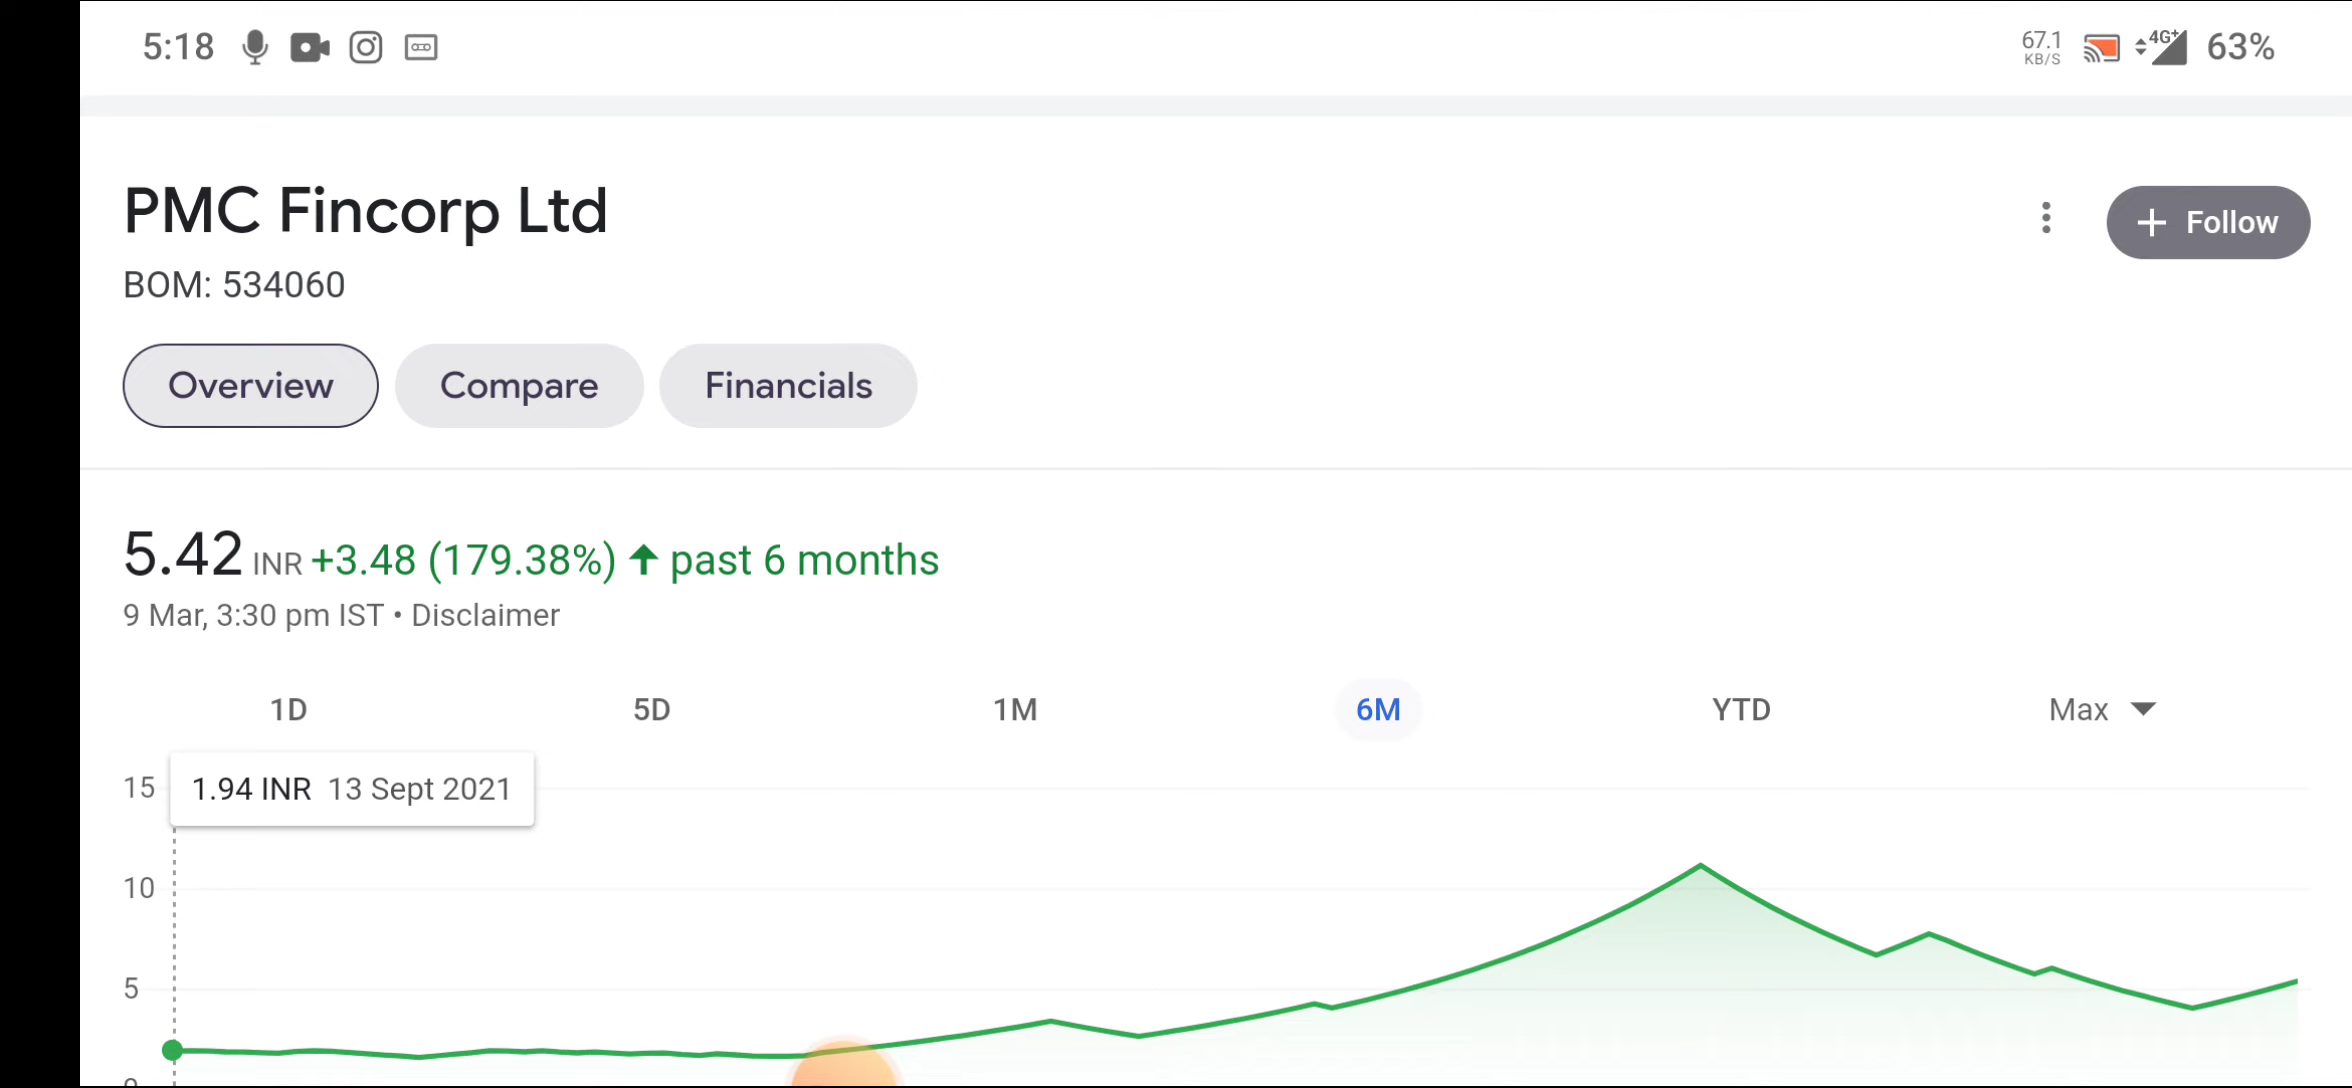 5:18
67.1 KB/S 4G+ 63%
PMC Fincorp Ltd
+ Follow
BOM: 534060
Overview Compare Financials
5.42 INR +3.48 (179.38%) ↑ past 6 months
9 Mar, 3:30 pm IST • Disclaimer
1D 5D 1M 6M YTD Max
15
1.94 INR 13 Sept 2021
10
5